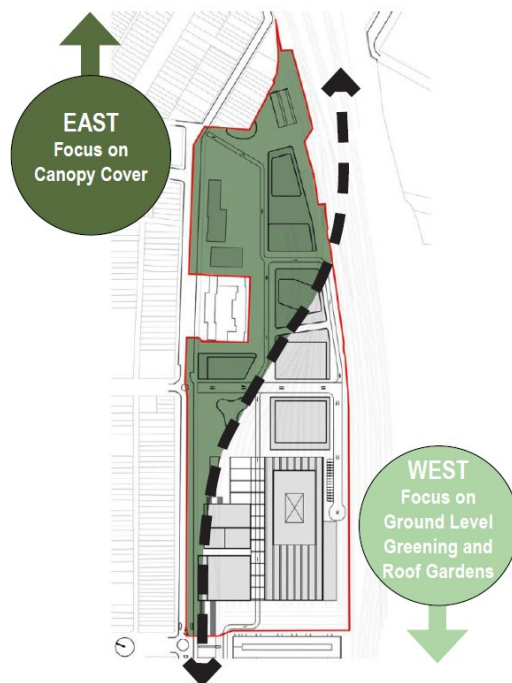 EAST
Focus on
Canopy Cover
WEST
Focus on
Ground Level
Greening and
Roof Gardens